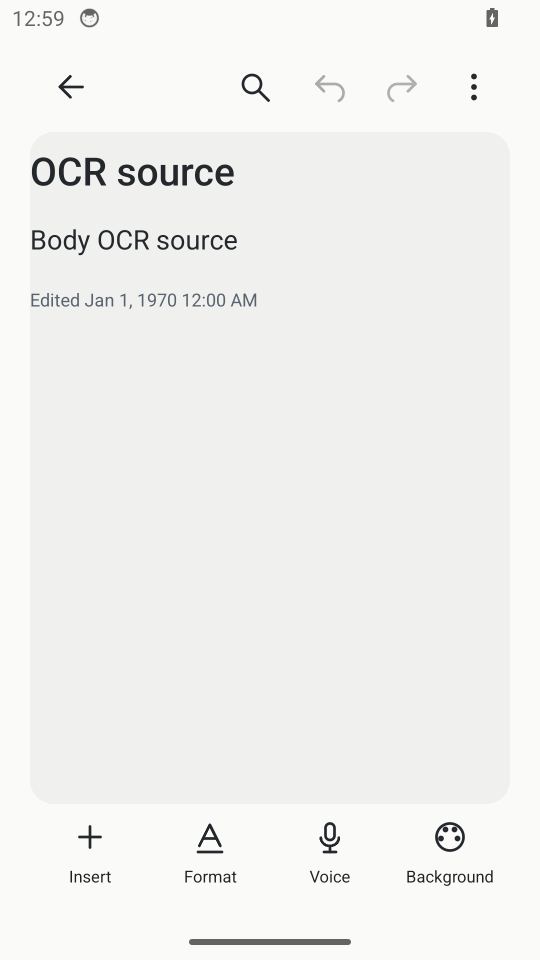 12:59
OCR source
Body OCR source
Edited Jan 1, 1970 12:00 AM
Insert
Format
Voice
Background